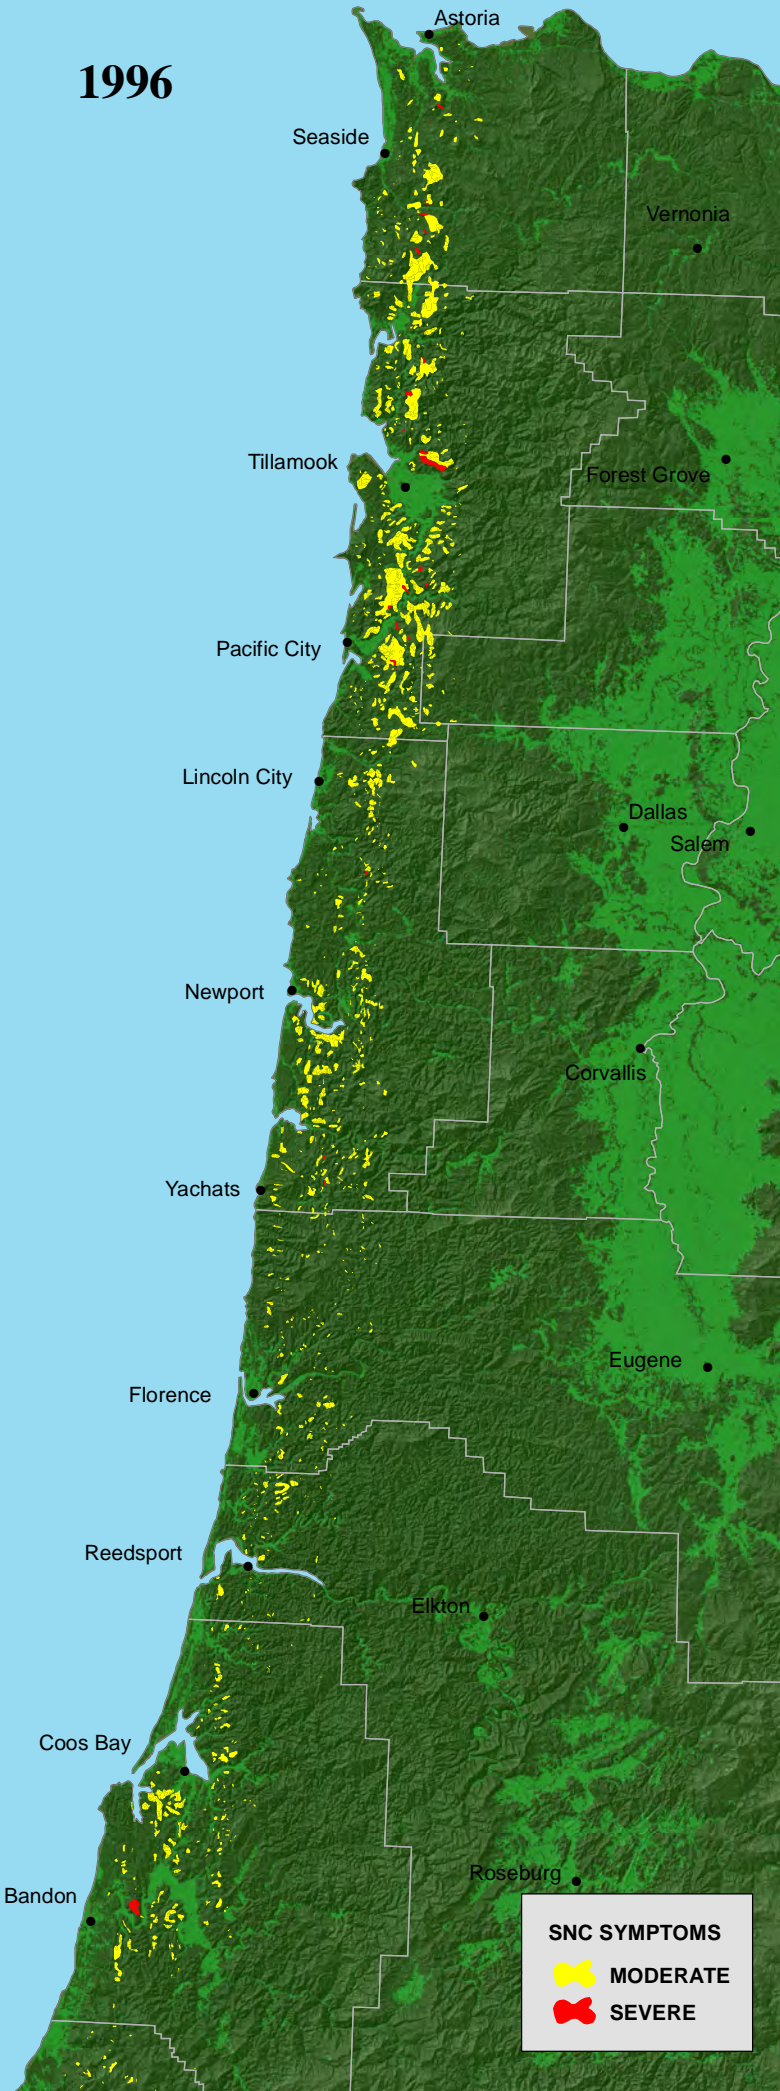 Astoria
1996
Seaside
Vernonia
Tillamook
Forest Grove
Pacific City
Lincoln City
Dallas
Salem
Newport
Corvallis
Yachats
Eugene
Florence
Reedsport
Elkton
Coos Bay
Roseburg
Bandon
SNC SYMPTOMS
MODERATE
SEVERE